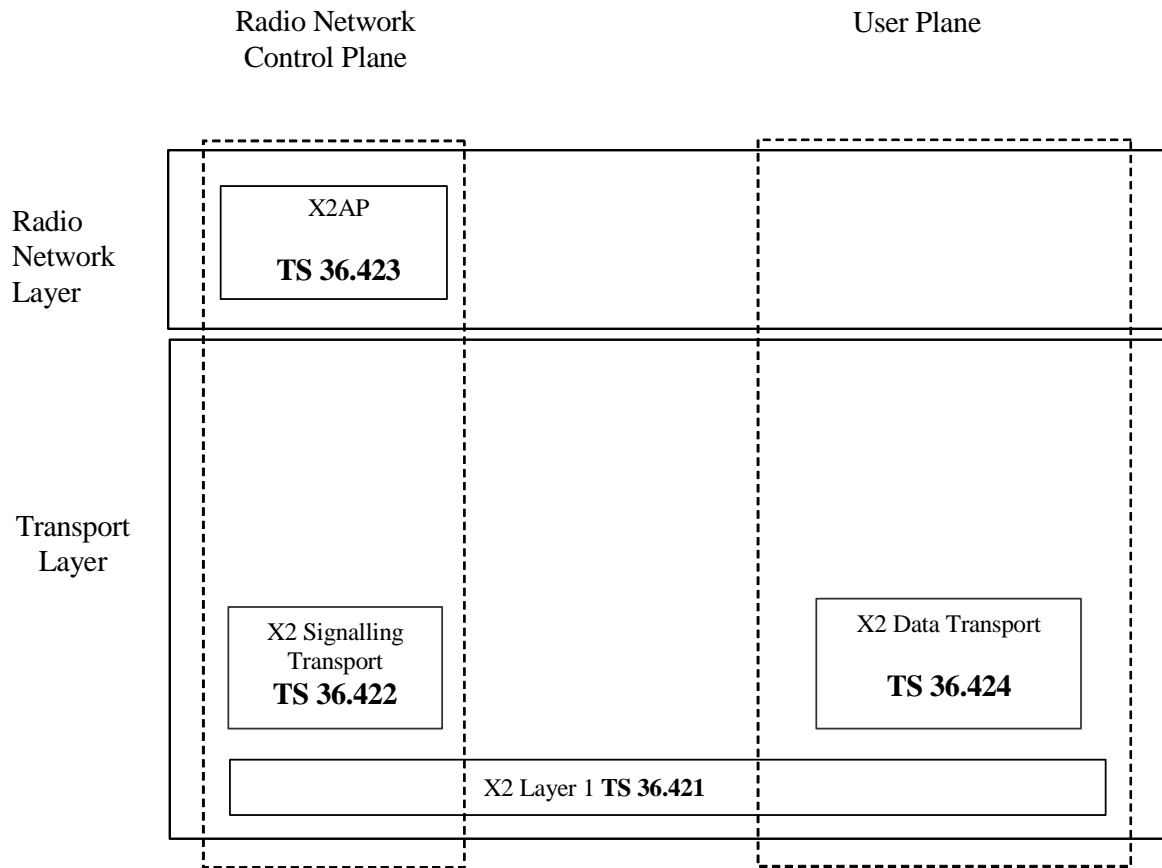 Radio Network
Control Plane
User Plane
Radio
Network
Layer
X2AP
TS 36.423
Transport
Layer
X2 Signalling
Transport
TS 36.422
X2 Data Transport
TS 36.424
X2 Layer 1 TS 36.421